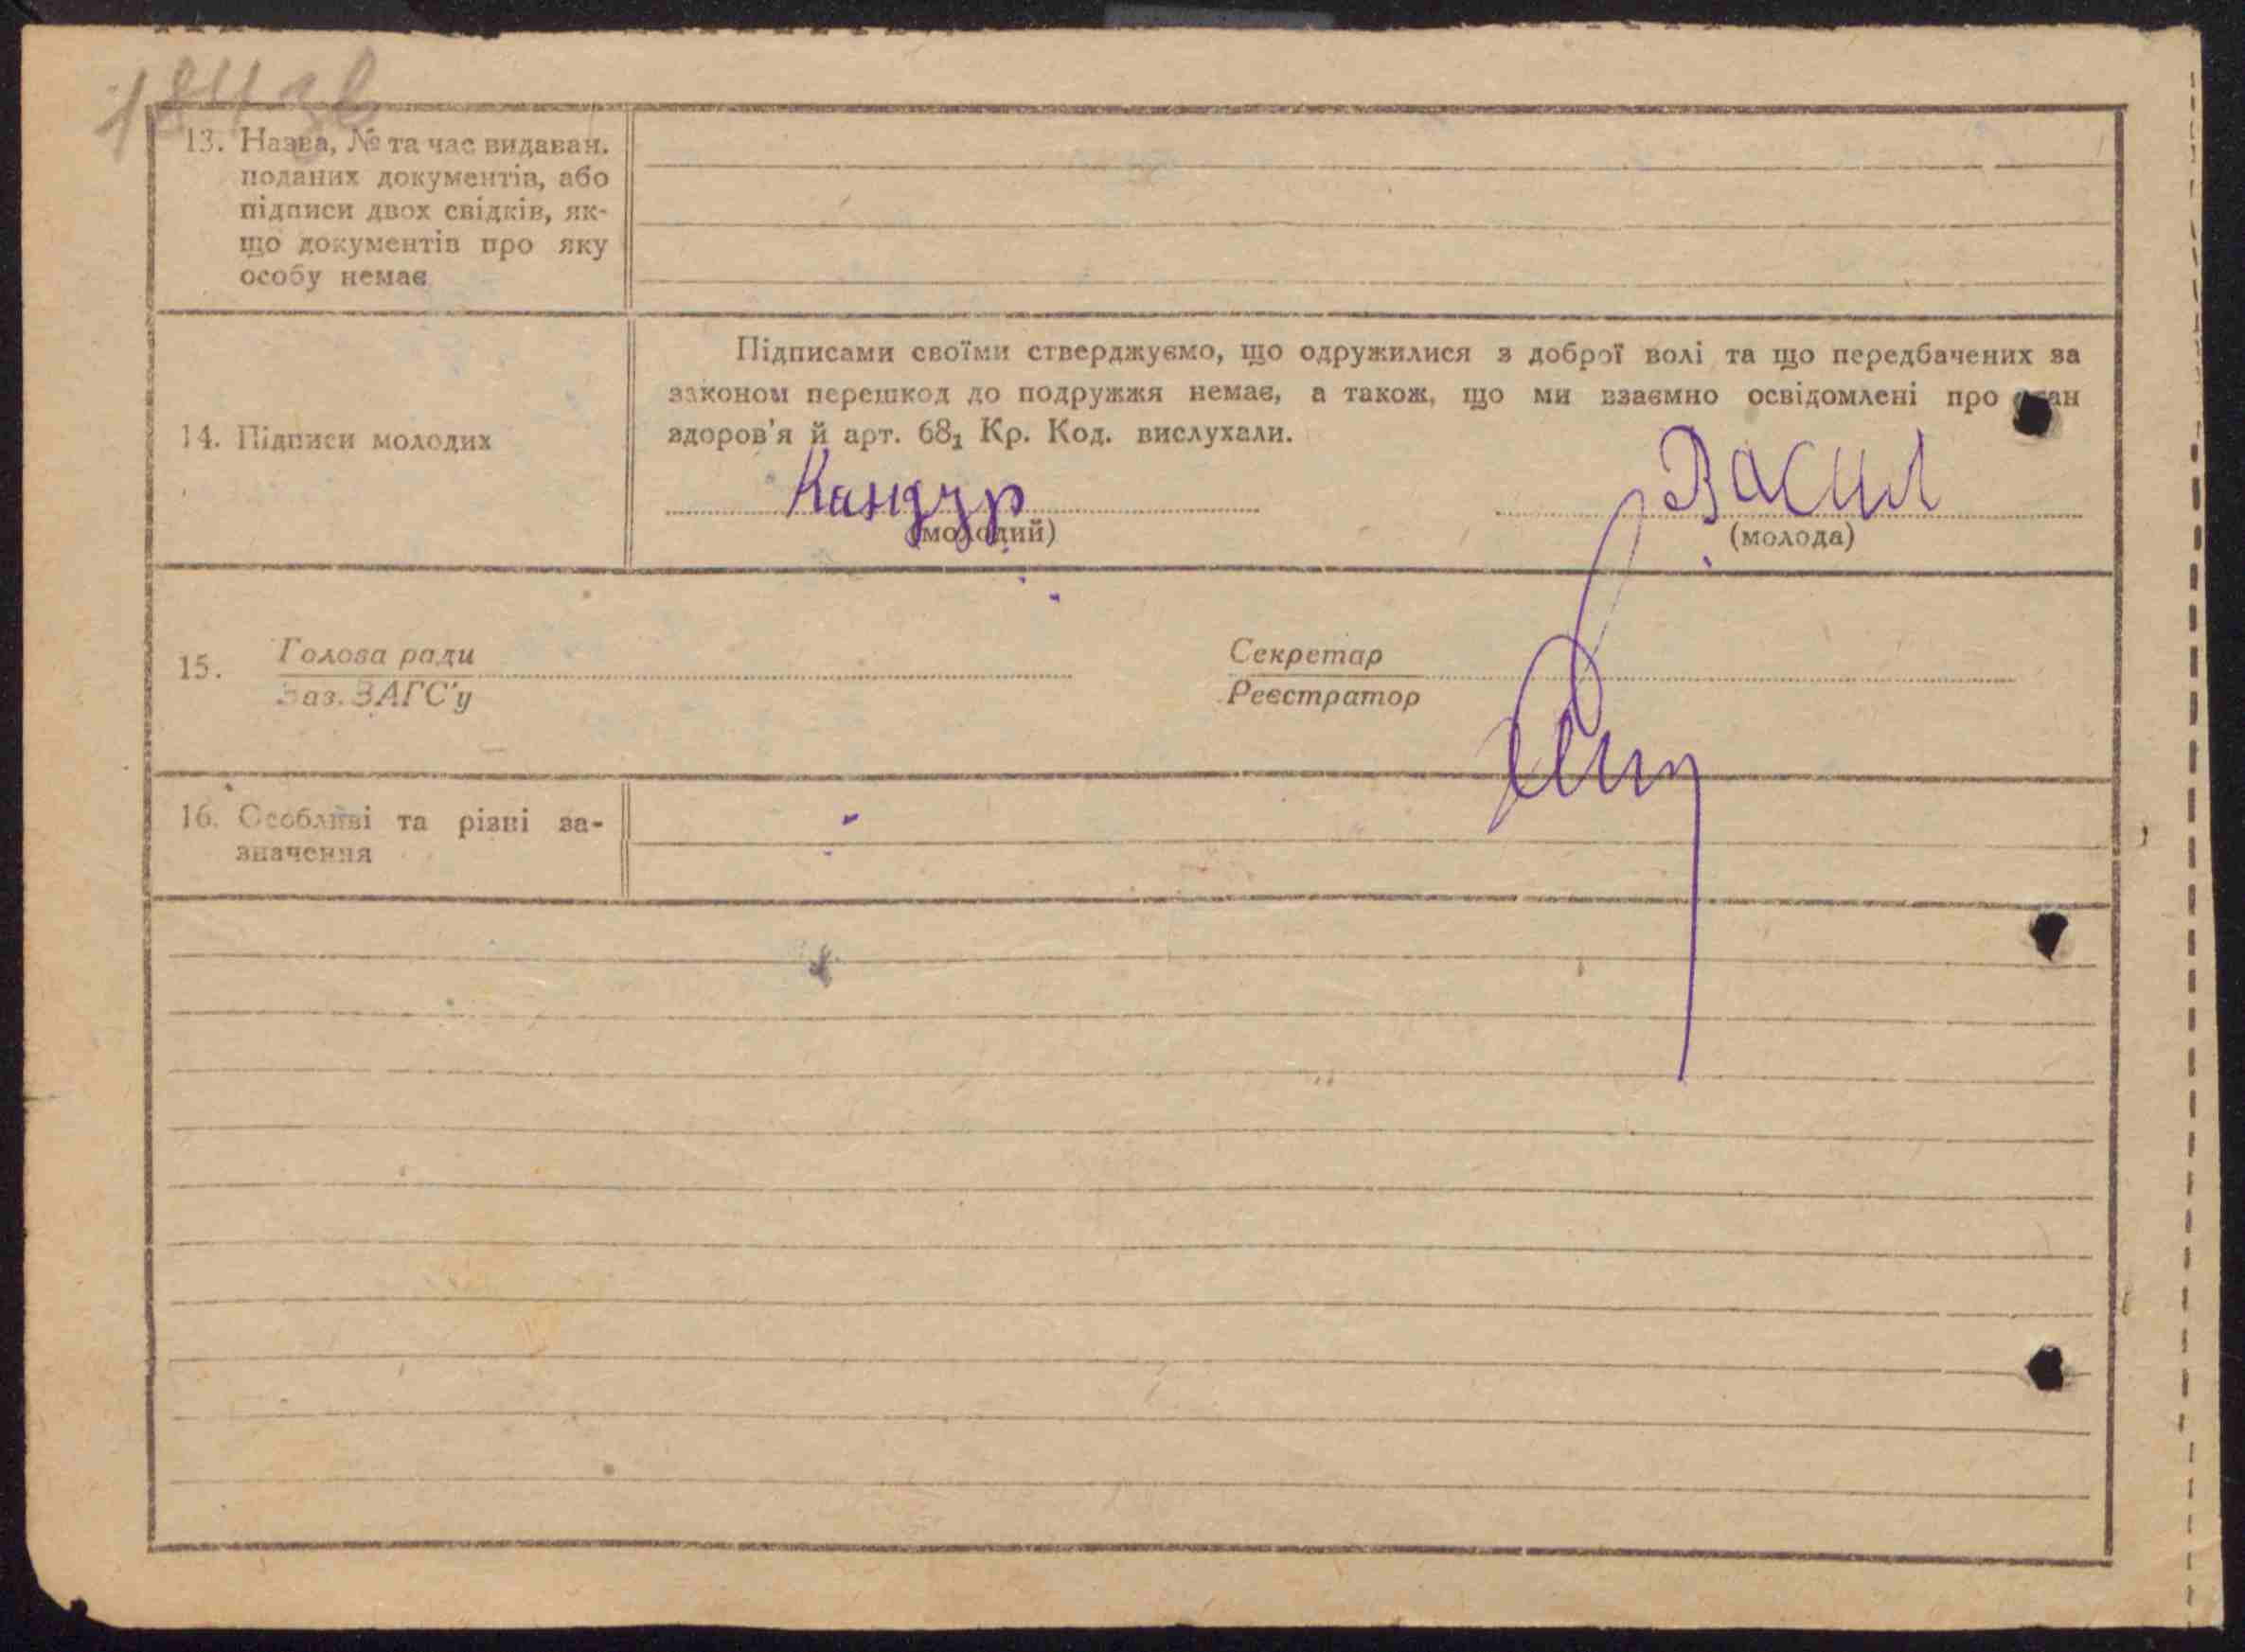 184зв
13. Назва, № та час видаван.
поданих документів, або
підписи двох свідків, як-
що документів про яку
особу немає
Підписами своїми стверджуємо, що одружилися з доброї волі та що передбачених за
законом перешкод до подружжя немає, а також, що ми взаємно освідомлені про стан
здоров'я й арт. 68₁ Кр. Код. вислухали.
14. Підписи молодих
Кандур Васил
(молодий) (молода)
15. Голова ради Секретар
Зав. ЗАГС'у Реєстратор
16. Особливі та різні за-
значення